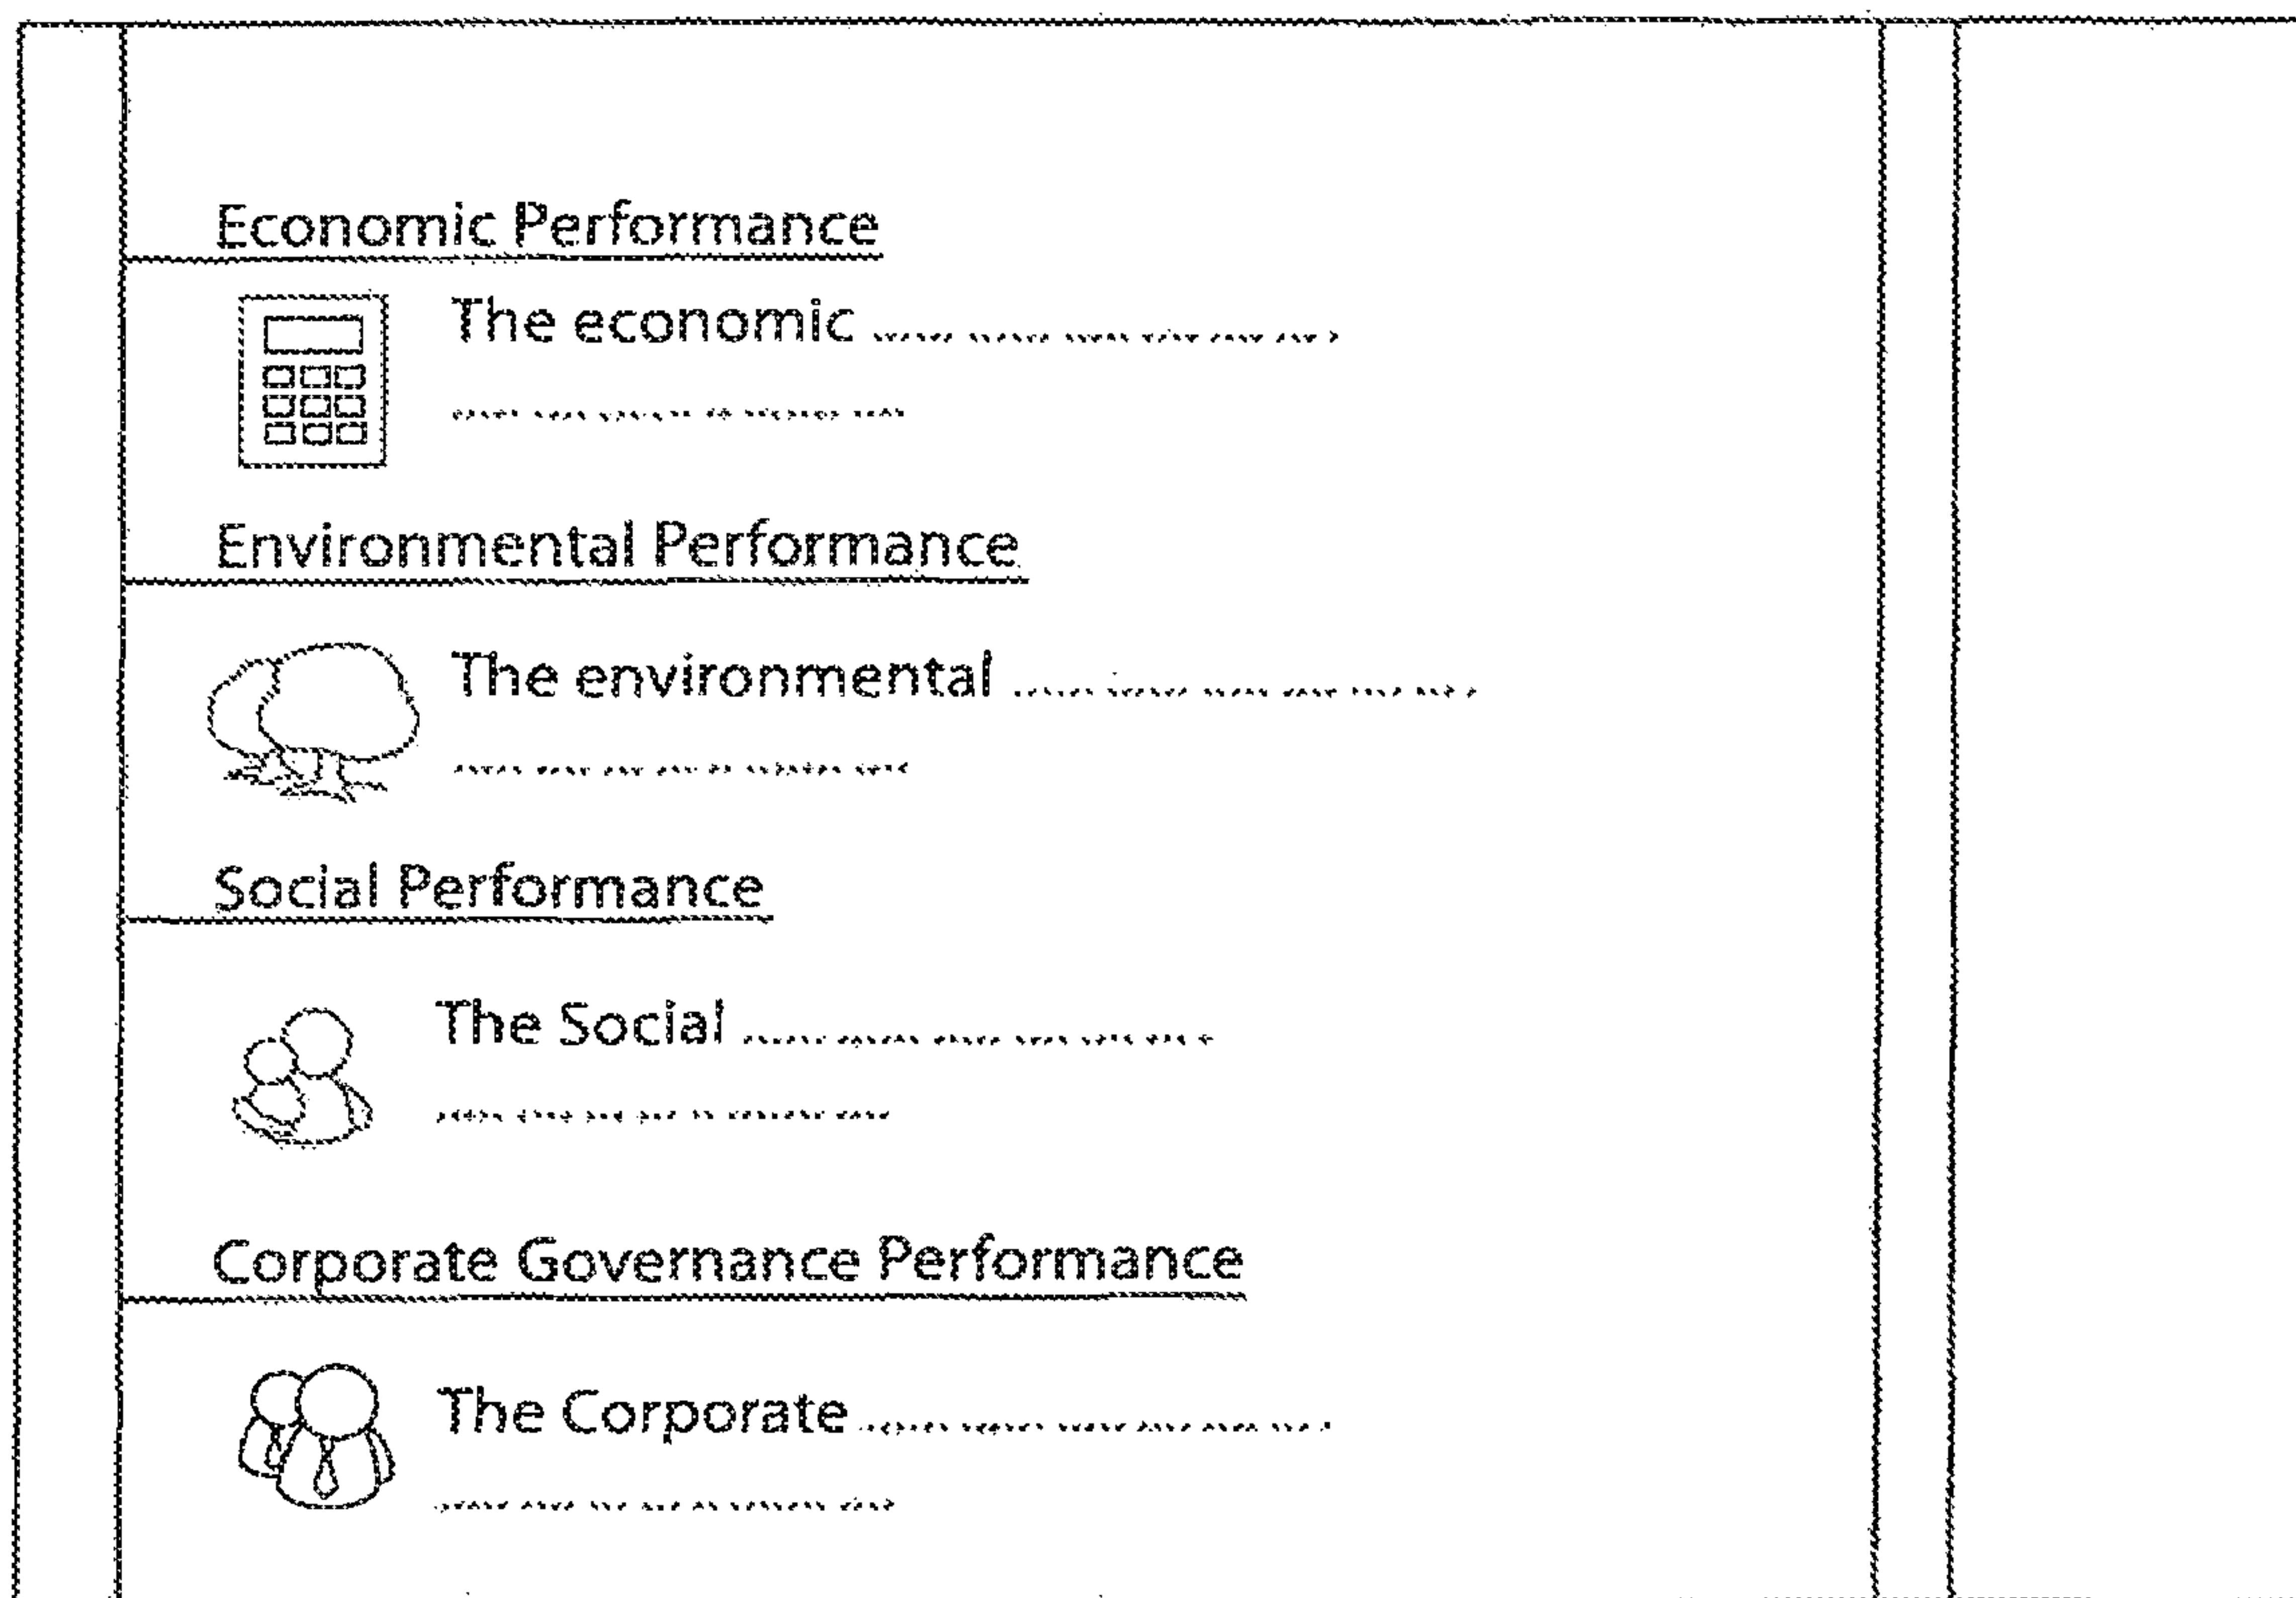 Economic Performance
The economic
Environmental Performance
The environmental
Social Performance
The Social
Corporate Governance Performance
The Corporate